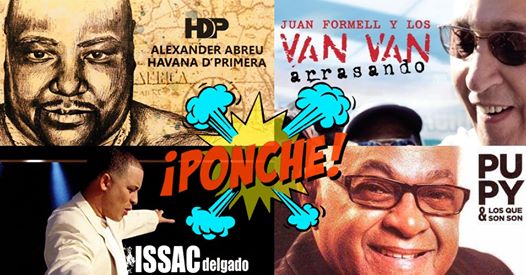 HDP
ALEXANDER ABREU
HAVANA D'PRIMERA
AFRICA
JUAN FORMELL Y LOS
VAN VAN
arrasando
¡PONCHE!
ISSAC delgado
PU
PY
& LOS QUE
SON SON